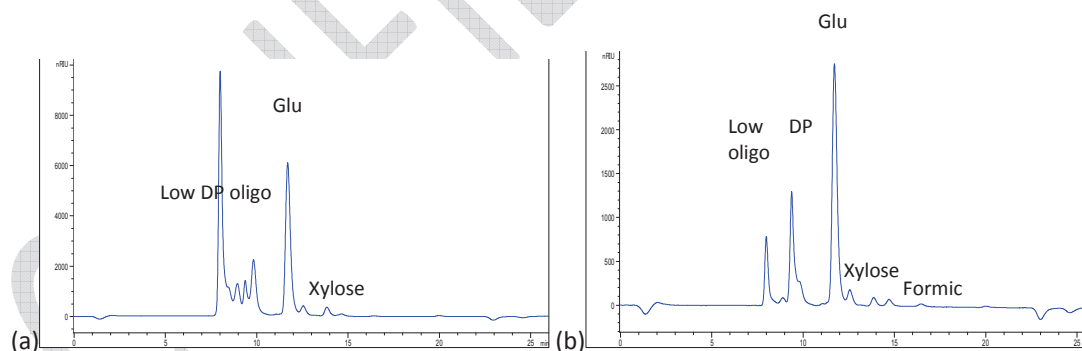 Glu
nRIU
8000
6000
4000
2000
0
Glu
Low DP oligo
Xylose
0 5 10 15 20 25 min
(a)
nRIU
2500
2000
1500
1000
500
0
Low DP
oligo
Xylose
Formic
0 5 10 15 20 25
(b)